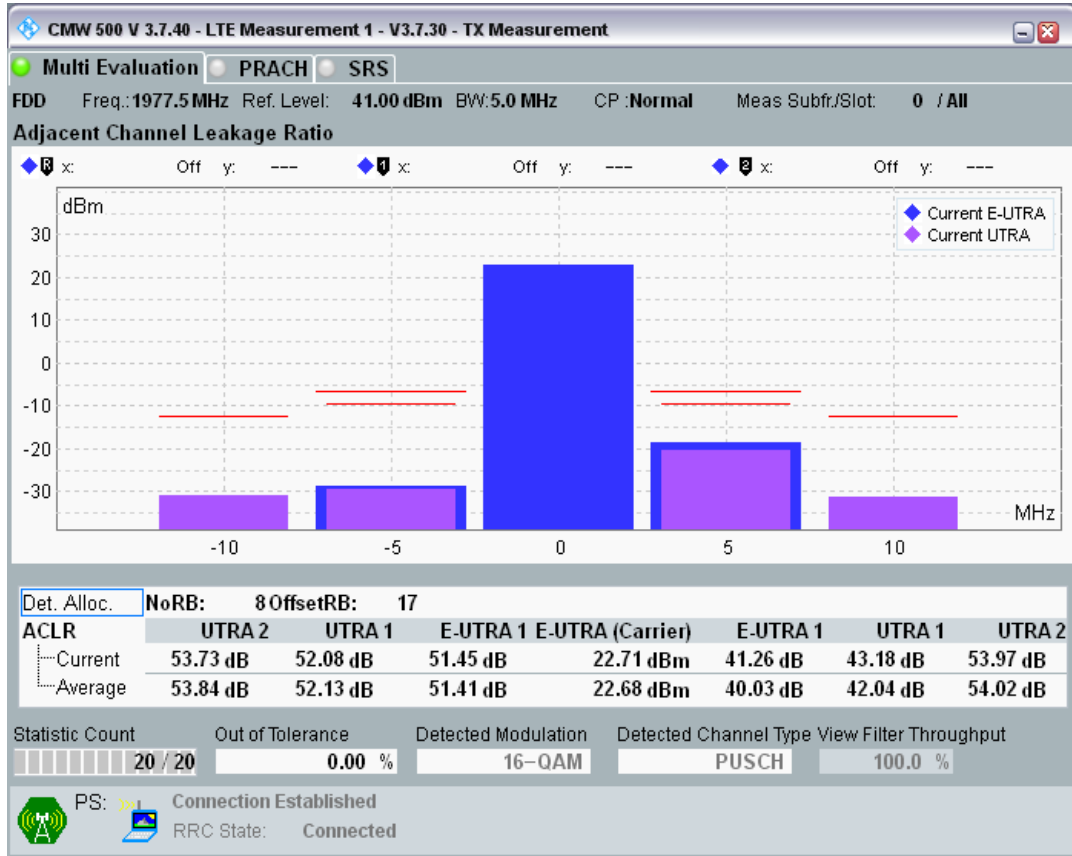 CMW 500 V 3.7.40 - LTE Measurement 1 - V3.7.30 - TX Measurement
Multi Evaluation PRACH SRS
FDD Freq.: 1977.5 MHz Ref. Level: 41.00 dBm BW: 5.0 MHz CP : Normal Meas Subfr./Slot: 0 / All
Adjacent Channel Leakage Ratio
R x: Off y: --- 1 x: Off y: --- 2 x: Off y: ---
dBm
Current E-UTRA
Current UTRA
30
20
10
0
-10
-20
-30
MHz
-10 -5 0 5 10
Det. Alloc. NoRB: 8 OffsetRB: 17
ACLR UTRA 2 UTRA 1 E-UTRA 1 E-UTRA (Carrier) E-UTRA 1 UTRA 1 UTRA 2
Current 53.73 dB 52.08 dB 51.45 dB 22.71 dBm 41.26 dB 43.18 dB 53.97 dB
Average 53.84 dB 52.13 dB 51.41 dB 22.68 dBm 40.03 dB 42.04 dB 54.02 dB
Statistic Count Out of Tolerance Detected Modulation Detected Channel Type View Filter Throughput
20 / 20 0.00 % 16-QAM PUSCH 100.0 %
PS: Connection Established
RRC State: Connected